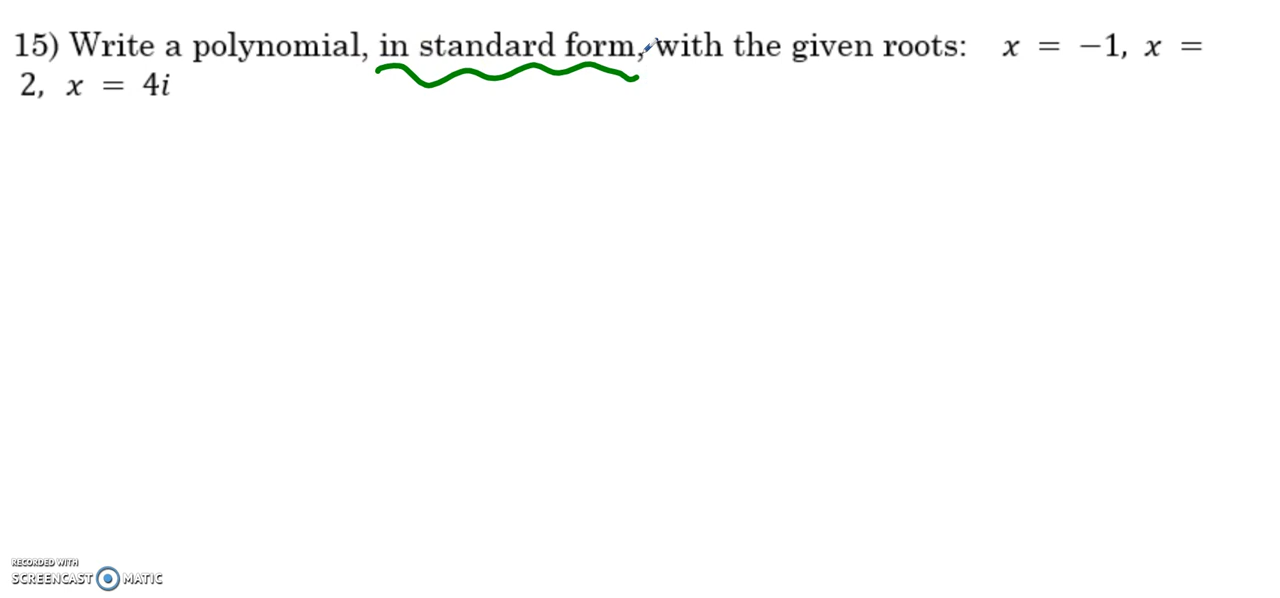 15) Write a polynomial, in standard form, with the given roots: x = −1, x =
2, x = 4i
RECORDED WITH
SCREENCAST MATIC